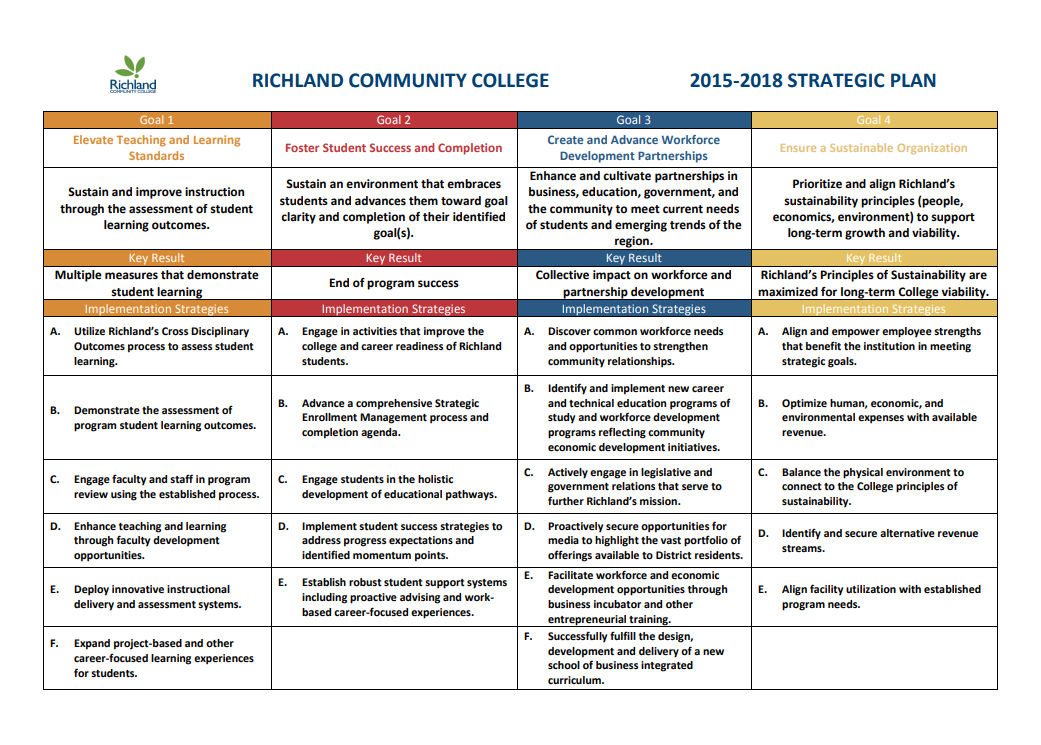 Richland
COMMUNITY COLLEGE
RICHLAND COMMUNITY COLLEGE
2015-2018 STRATEGIC PLAN
Goal 1
Goal 2
Goal 3
Goal 4
Elevate Teaching and Learning
Standards
Foster Student Success and Completion
Create and Advance Workforce
Development Partnerships
Ensure a Sustainable Organization
Sustain and improve instruction
through the assessment of student
learning outcomes.
Sustain an environment that embraces
students and advances them toward goal
clarity and completion of their identified
goal(s).
Enhance and cultivate partnerships in
business, education, government, and
the community to meet current needs
of students and emerging trends of the
region.
Prioritize and align Richland’s
sustainability principles (people,
economics, environment) to support
long-term growth and viability.
Key Result
Key Result
Key Result
Key Result
Multiple measures that demonstrate
student learning
End of program success
Collective impact on workforce and
partnership development
Richland’s Principles of Sustainability are
maximized for long-term College viability.
Implementation Strategies
Implementation Strategies
Implementation Strategies
Implementation Strategies
A. Utilize Richland’s Cross Disciplinary
Outcomes process to assess student
learning.
A. Engage in activities that improve the
college and career readiness of Richland
students.
A. Discover common workforce needs
and opportunities to strengthen
community relationships.
A. Align and empower employee strengths
that benefit the institution in meeting
strategic goals.
B. Demonstrate the assessment of
program student learning outcomes.
B. Advance a comprehensive Strategic
Enrollment Management process and
completion agenda.
B. Identify and implement new career
and technical education programs of
study and workforce development
programs reflecting community
economic development initiatives.
B. Optimize human, economic, and
environmental expenses with available
revenue.
C. Engage faculty and staff in program
review using the established process.
C. Engage students in the holistic
development of educational pathways.
C. Actively engage in legislative and
government relations that serve to
further Richland’s mission.
C. Balance the physical environment to
connect to the College principles of
sustainability.
D. Enhance teaching and learning
through faculty development
opportunities.
D. Implement student success strategies to
address progress expectations and
identified momentum points.
D. Proactively secure opportunities for
media to highlight the vast portfolio of
offerings available to District residents.
D. Identify and secure alternative revenue
streams.
E. Deploy innovative instructional
delivery and assessment systems.
E. Establish robust student support systems
including proactive advising and work-
based career-focused experiences.
E. Facilitate workforce and economic
development opportunities through
business incubator and other
entrepreneurial training.
E. Align facility utilization with established
program needs.
F. Expand project-based and other
career-focused learning experiences
for students.
F. Successfully fulfill the design,
development and delivery of a new
school of business integrated
curriculum.